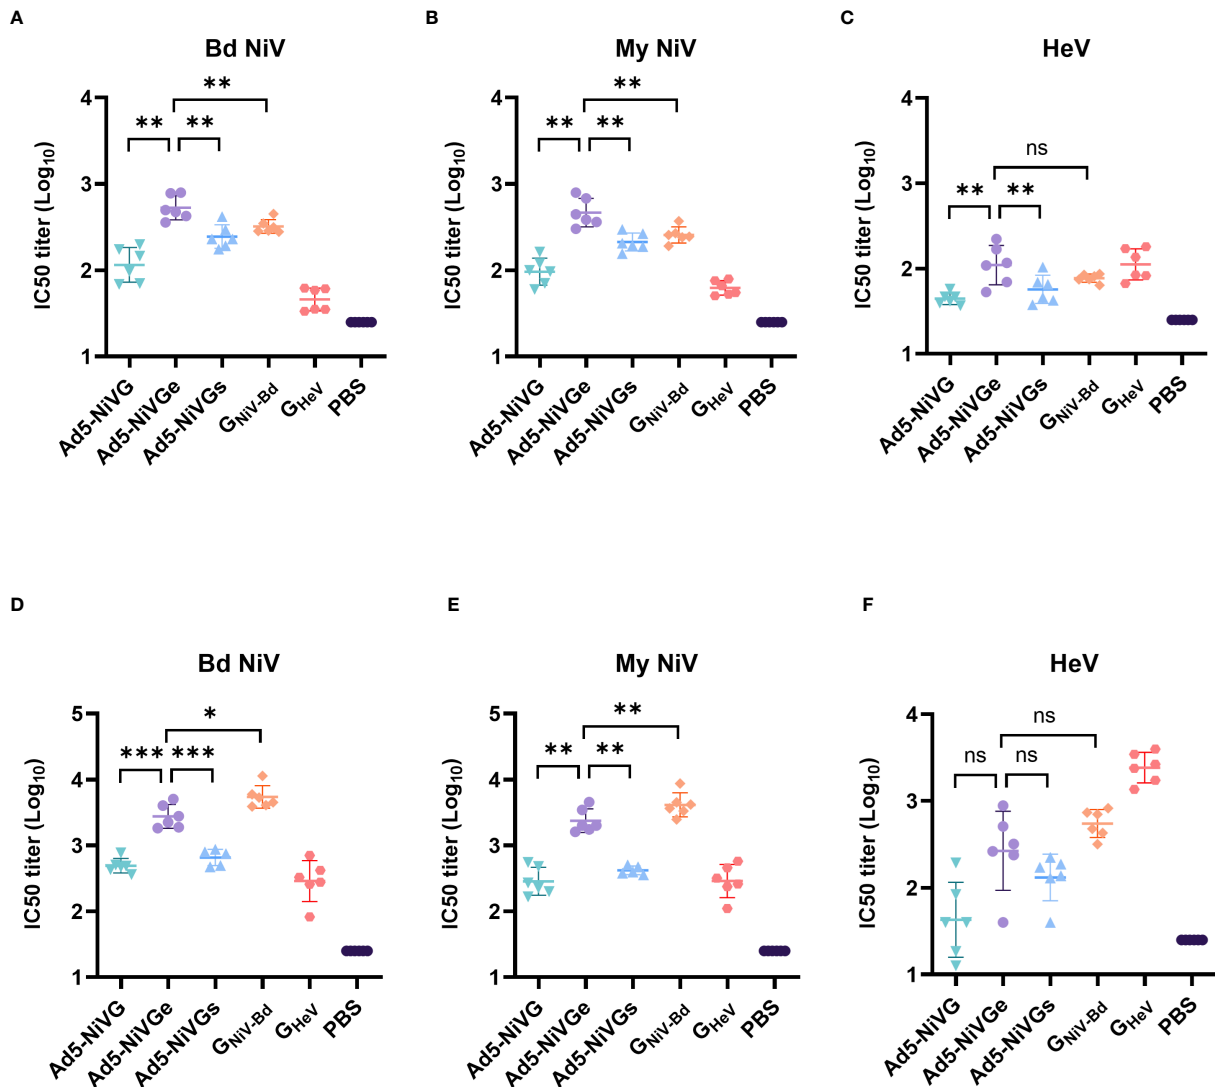 A
Bd NiV
IC50 titer (Log10)
4
3
2
1
**
**
**
Ad5-NiVG
Ad5-NiVGe
Ad5-NiVGs
GNiV-Bd
GHeV
PBS
B
My NiV
IC50 titer (Log10)
4
3
2
1
**
**
**
Ad5-NiVG
Ad5-NiVGe
Ad5-NiVGs
GNiV-Bd
GHeV
PBS
C
HeV
IC50 titer (Log10)
4
3
2
1
ns
**
**
Ad5-NiVG
Ad5-NiVGe
Ad5-NiVGs
GNiV-Bd
GHeV
PBS
D
Bd NiV
IC50 titer (Log10)
5
4
3
2
1
*
***
***
Ad5-NiVG
Ad5-NiVGe
Ad5-NiVGs
GNiV-Bd
GHeV
PBS
E
My NiV
IC50 titer (Log10)
5
4
3
2
1
**
**
**
Ad5-NiVG
Ad5-NiVGe
Ad5-NiVGs
GNiV-Bd
GHeV
PBS
F
HeV
IC50 titer (Log10)
4
3
2
1
ns
ns
ns
Ad5-NiVG
Ad5-NiVGe
Ad5-NiVGs
GNiV-Bd
GHeV
PBS